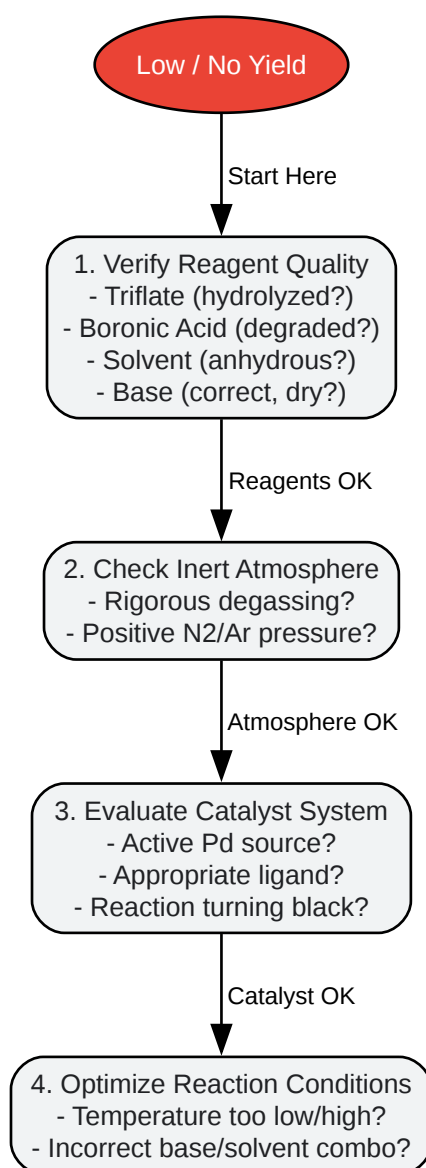 Low / No Yield
Start Here
1. Verify Reagent Quality
- Triflate (hydrolyzed?)
- Boronic Acid (degraded?)
- Solvent (anhydrous?)
- Base (correct, dry?)
Reagents OK
2. Check Inert Atmosphere
- Rigorous degassing?
- Positive N2/Ar pressure?
Atmosphere OK
3. Evaluate Catalyst System
- Active Pd source?
- Appropriate ligand?
- Reaction turning black?
Catalyst OK
4. Optimize Reaction Conditions
- Temperature too low/high?
- Incorrect base/solvent combo?